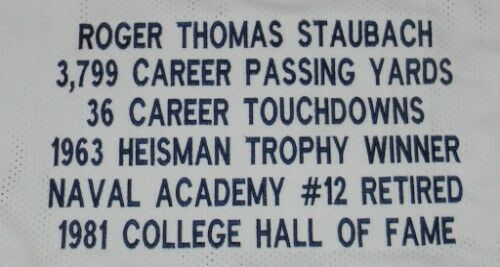 ROGER THOMAS STAUBACH
3,799 CAREER PASSING YARDS
36 CAREER TOUCHDOWNS
1963 HEISMAN TROPHY WINNER
NAVAL ACADEMY #12 RETIRED
1981 COLLEGE HALL OF FAME